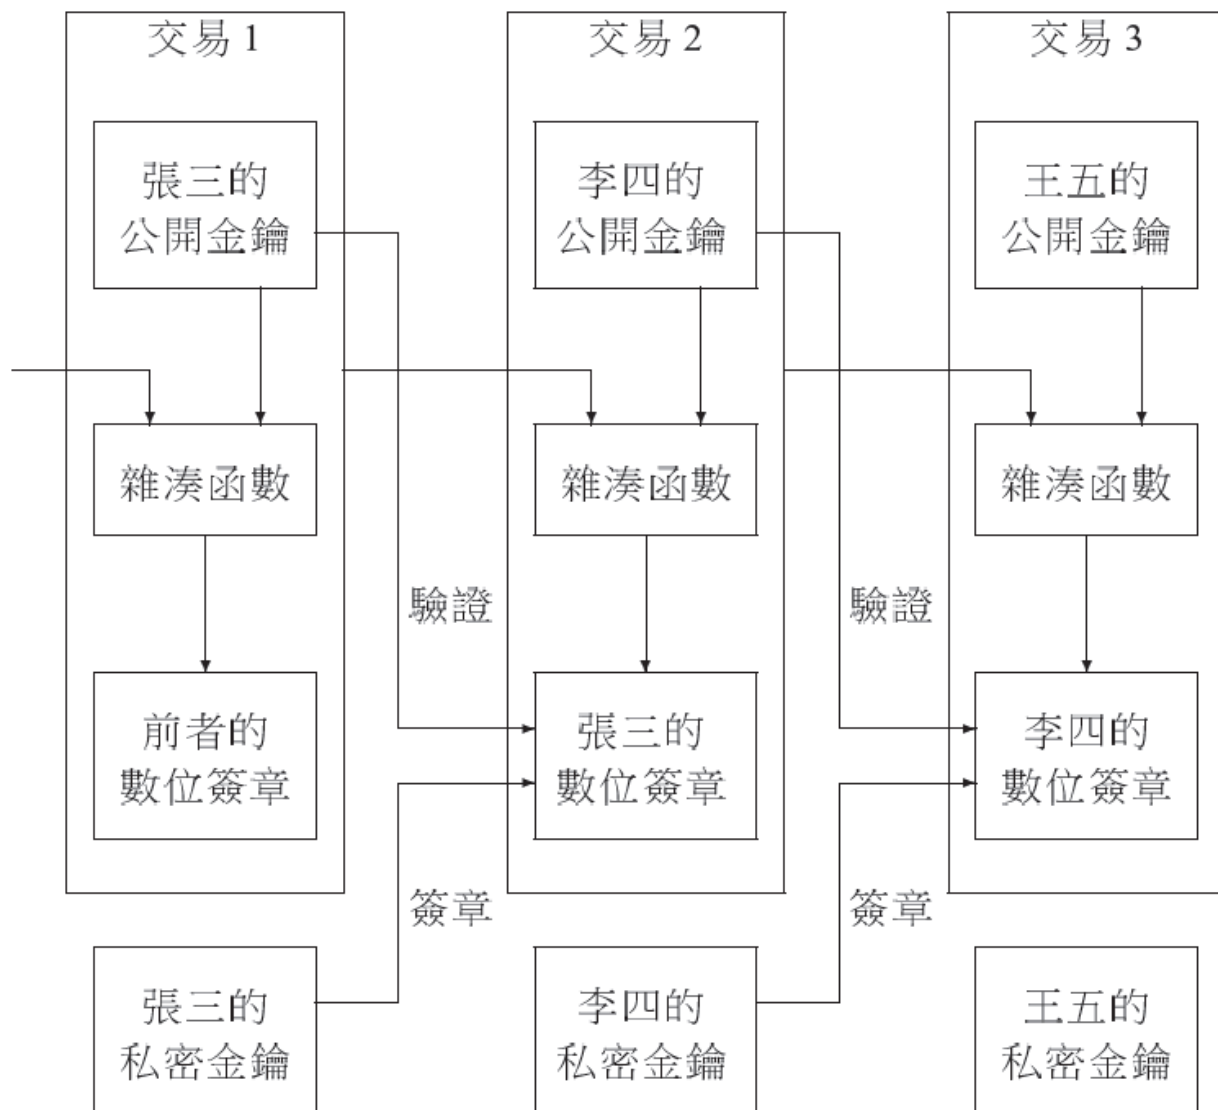 交易 1
交易 2
交易 3
張三的
公開金鑰
李四的
公開金鑰
王五的
公開金鑰
雜湊函數
雜湊函數
雜湊函數
驗證
驗證
前者的
數位簽章
張三的
數位簽章
李四的
數位簽章
簽章
簽章
張三的
私密金鑰
李四的
私密金鑰
王五的
私密金鑰